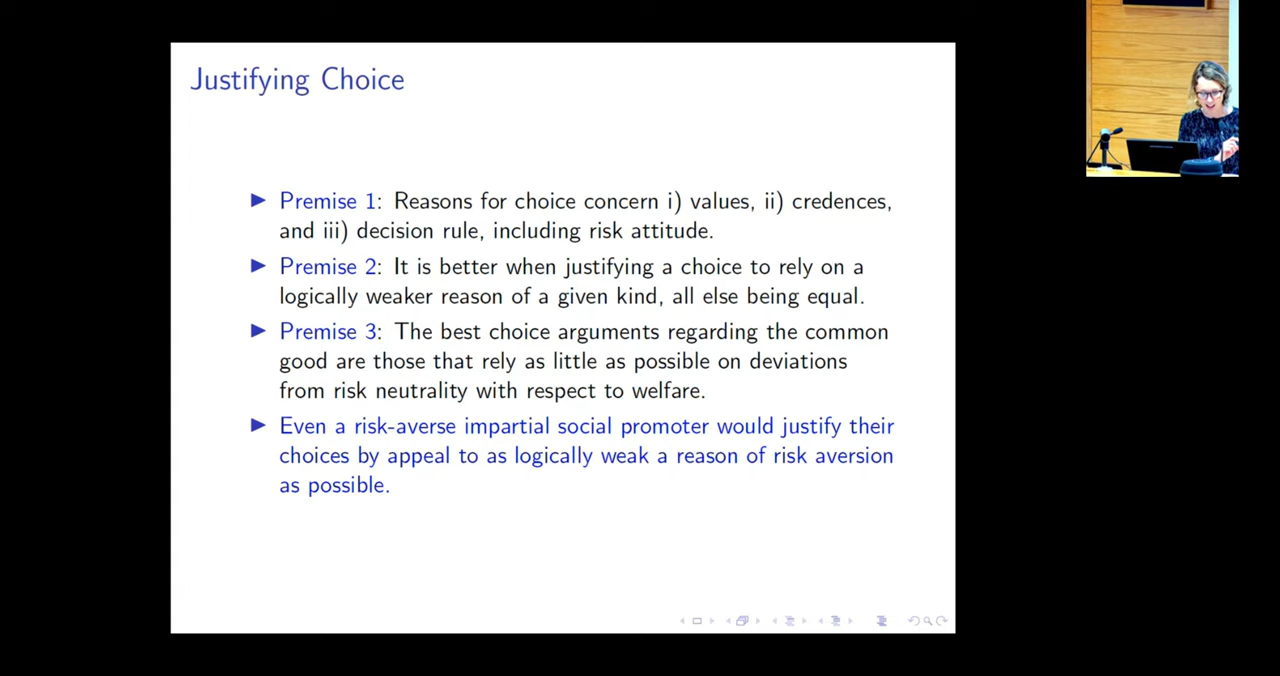 Justifying Choice
▶ Premise 1: Reasons for choice concern i) values, ii) credences,
and iii) decision rule, including risk attitude.
▶ Premise 2: It is better when justifying a choice to rely on a
logically weaker reason of a given kind, all else being equal.
▶ Premise 3: The best choice arguments regarding the common
good are those that rely as little as possible on deviations
from risk neutrality with respect to welfare.
▶ Even a risk-averse impartial social promoter would justify their
choices by appeal to as logically weak a reason of risk aversion
as possible.